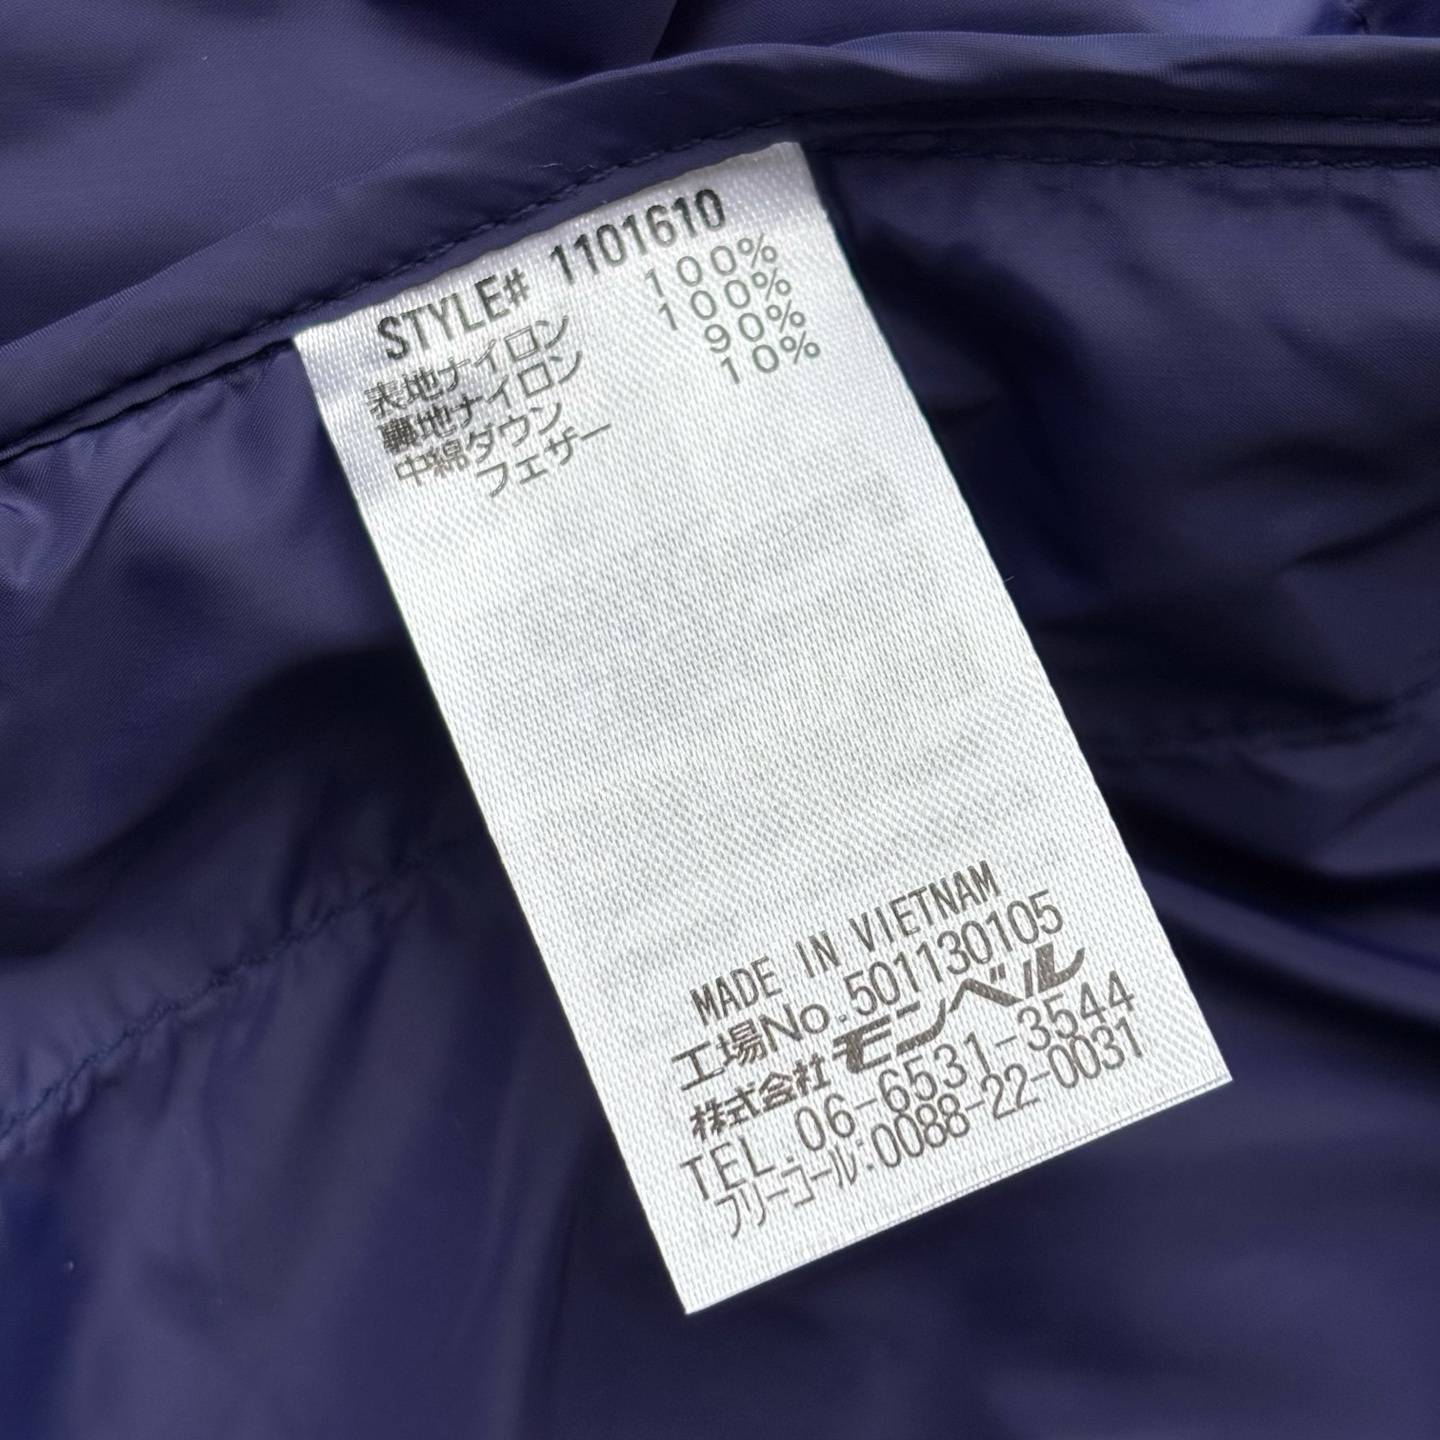 STYLE# 1101610
表地ナイロン 100%
裏地ナイロン 100%
中綿ダウン 90%
フェザー 10%
MADE IN VIETNAM
工場No.501130105
株式会社モンベル
TEL.06-6531-3544
フリーコール:0088-22-0031